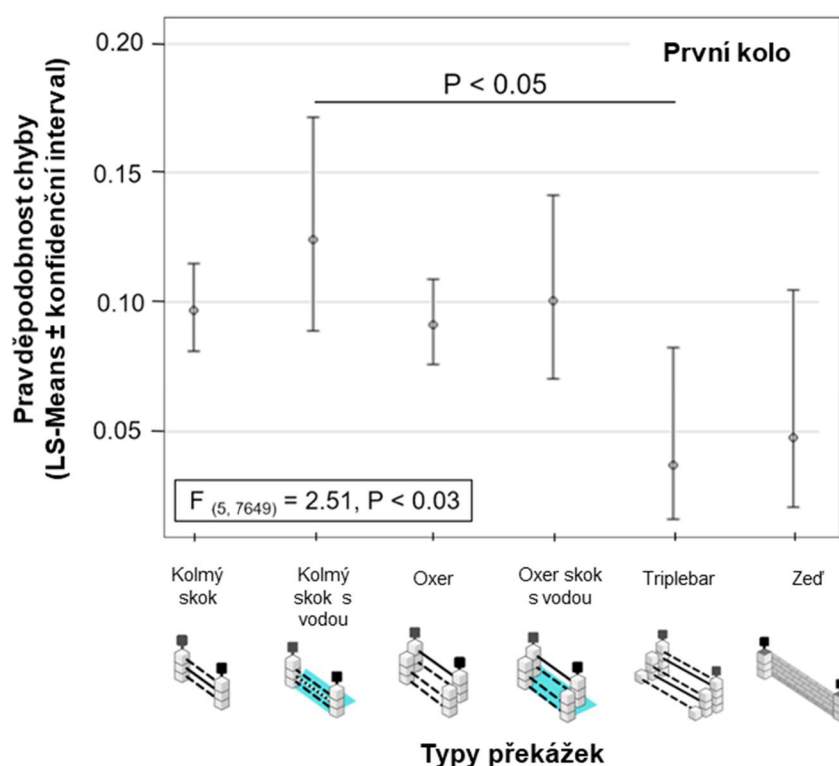 Pravděpodobnost chyby
(LS-Means ± konfidenční interval)
0.20
0.15
0.10
0.05
První kolo
P < 0.05
F (5, 7649) = 2.51, P < 0.03
Kolmý
skok
Kolmý
skok s
vodou
Oxer
Oxer skok
s vodou
Triplebar
Zeď
Typy překážek